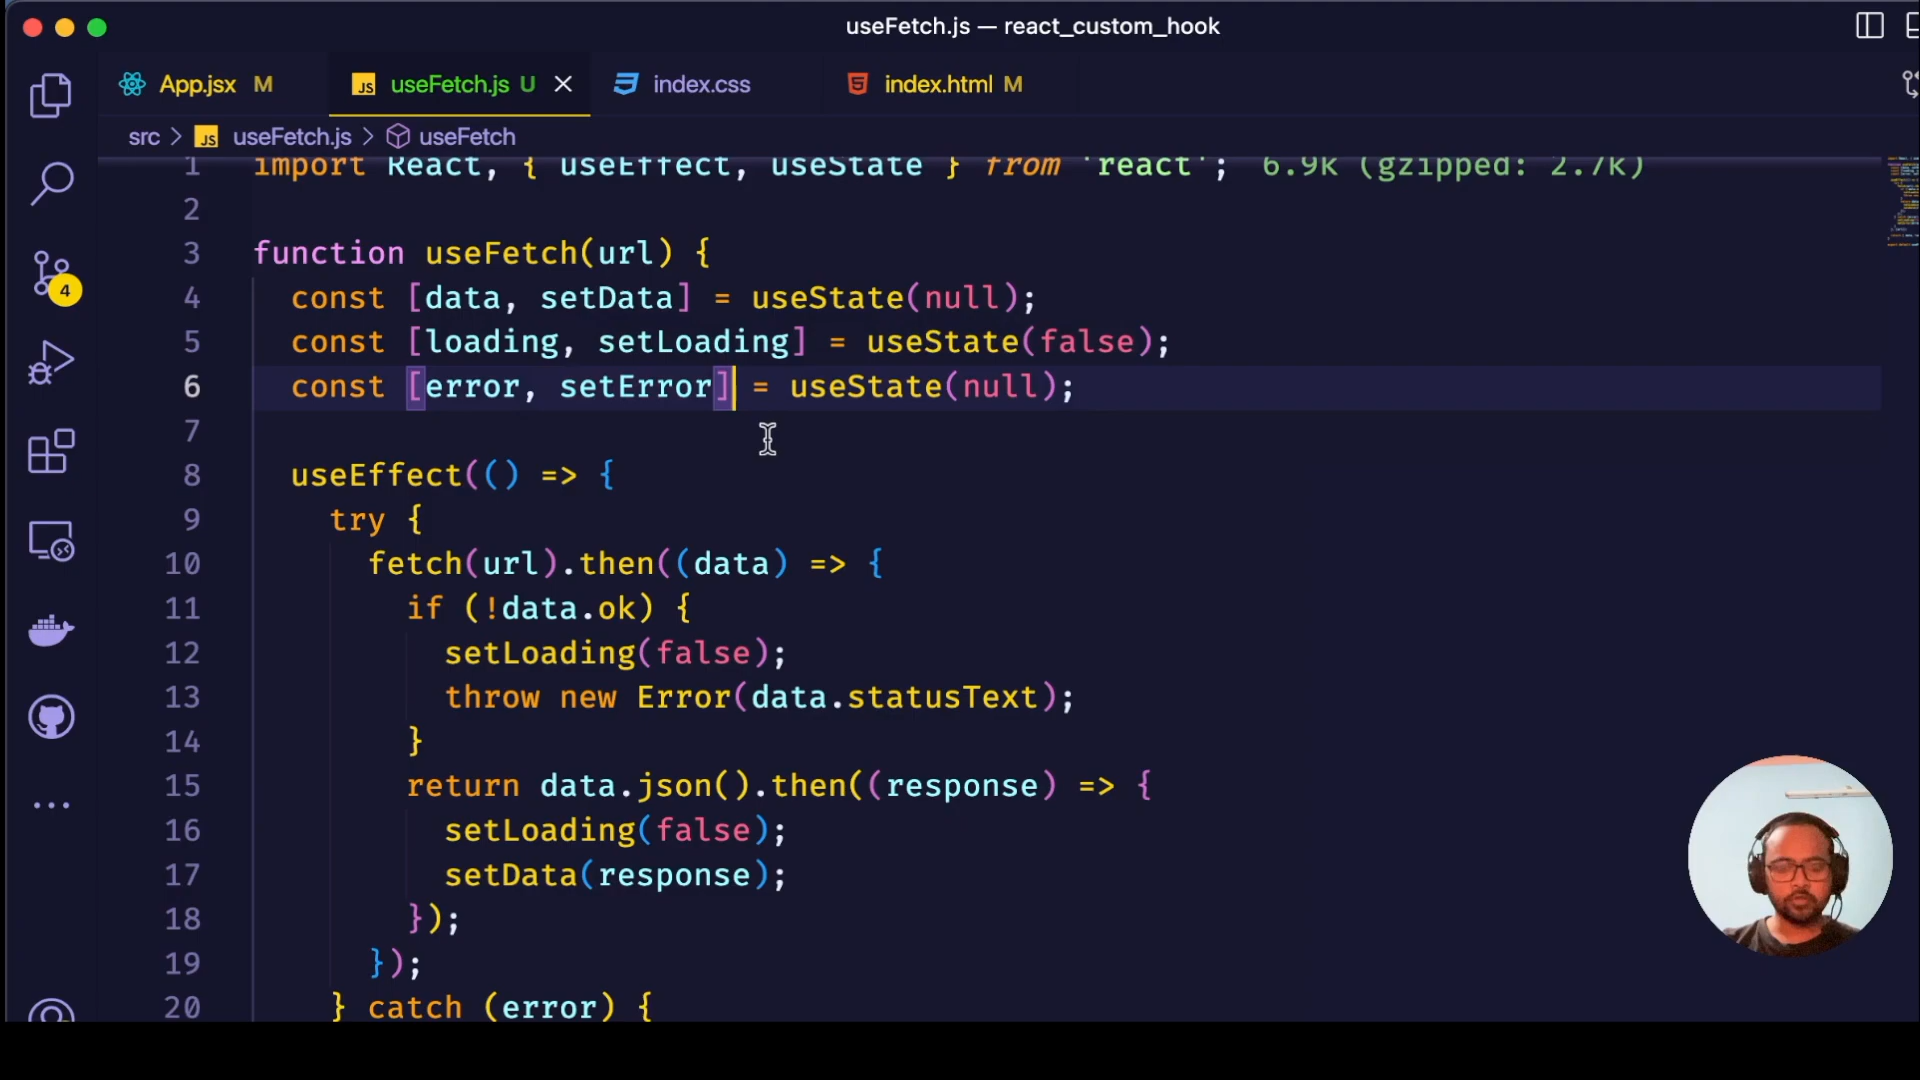 useFetch.js — react_custom_hook
App.jsx M
JS useFetch.js U
index.css
index.html M
src > JS useFetch.js > useFetch
1 import React, { useEffect, useState } from 'react'; 6.9k (gzipped: 2.7k)
2
3 function useFetch(url) {
4 const [data, setData] = useState(null);
4
5 const [loading, setLoading] = useState(false);
6 const [error, setError] = useState(null);
7
8 useEffect(() => {
9 try {
10 fetch(url).then((data) => {
11 if (!data.ok) {
12 setLoading(false);
13 throw new Error(data.statusText);
14 }
15 return data.json().then((response) => {
16 setLoading(false);
17 setData(response);
18 });
19 });
20 } catch (error) {